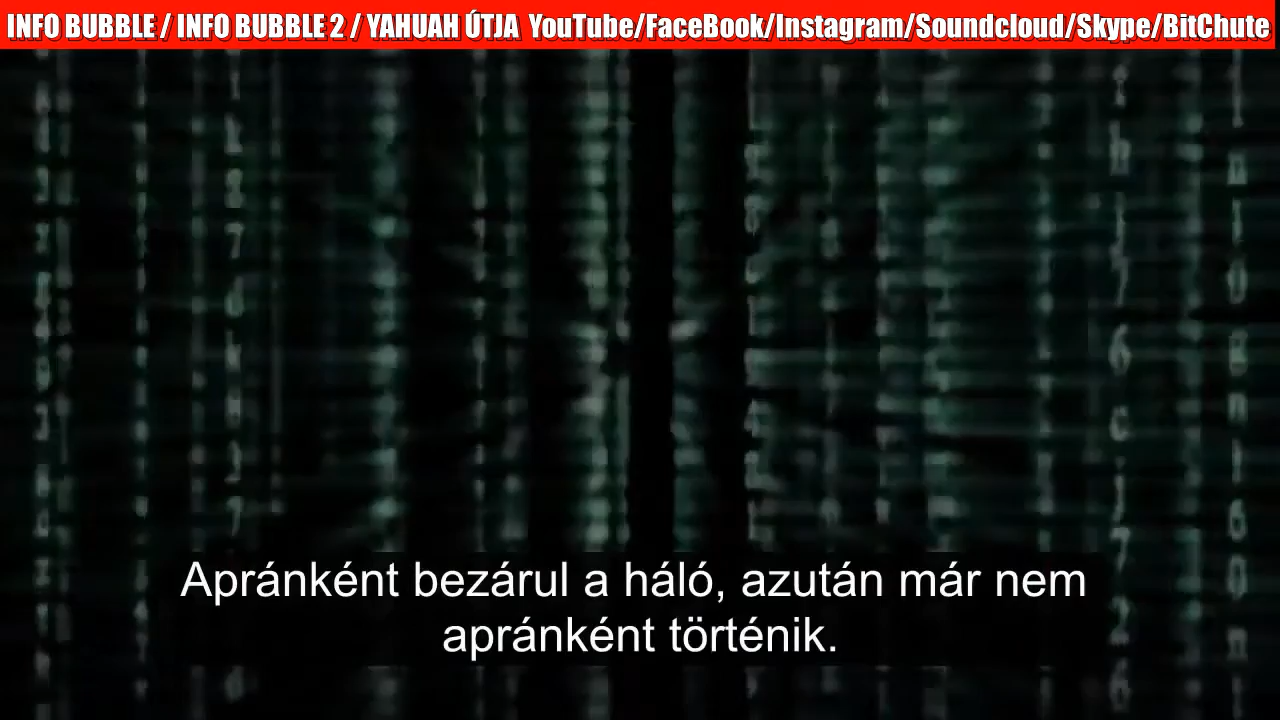 INFO BUBBLE / INFO BUBBLE 2 / YAHUAH ÚTJA YouTube/FaceBook/Instagram/Soundcloud/Skype/BitChute
Apránként bezárul a háló, azután már nem
apránként történik.